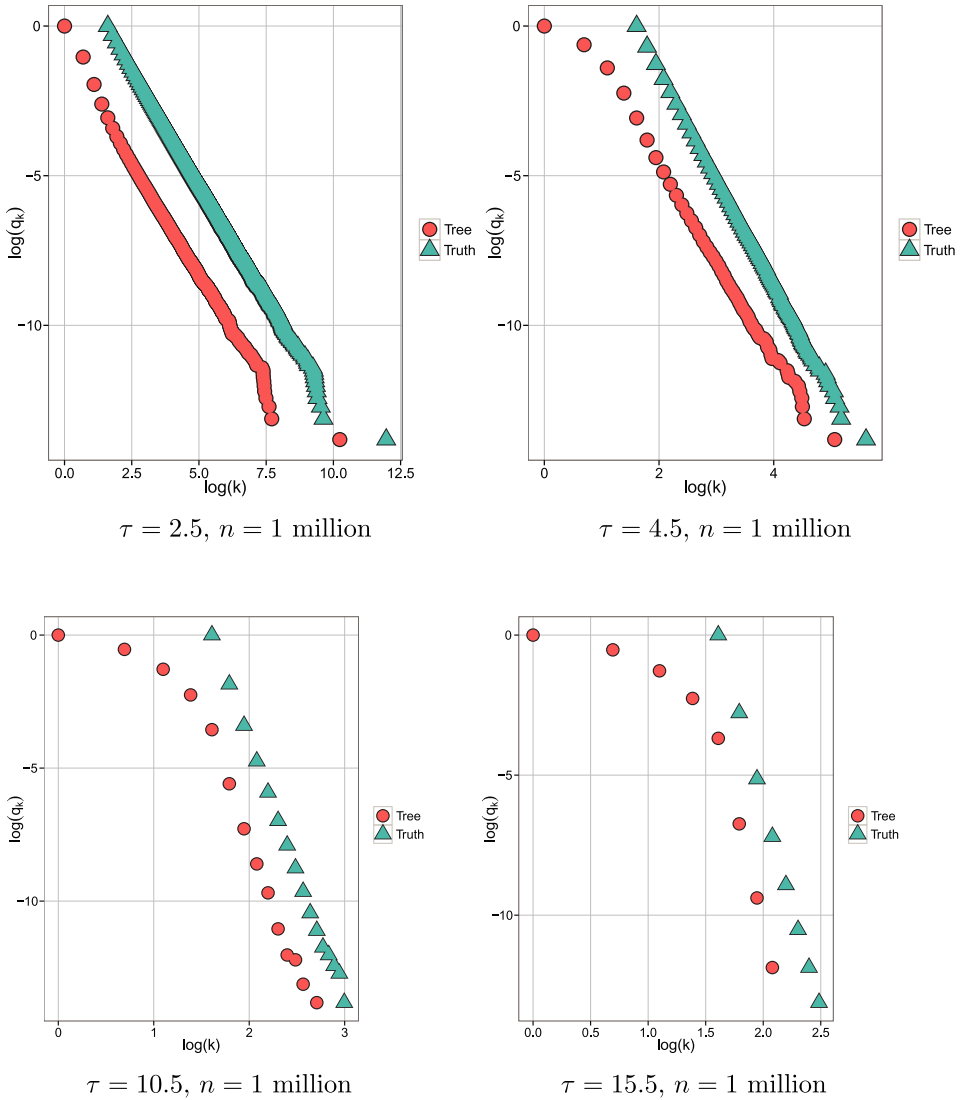 0
−5
−10
log(q_k)
0.0 2.5 5.0 7.5 10.0 12.5
log(k)
Tree
Truth
τ = 2.5, n = 1 million
0
−5
−10
log(q_k)
0 2 4
log(k)
Tree
Truth
τ = 4.5, n = 1 million
0
−5
−10
log(q_k)
0 1 2 3
log(k)
Tree
Truth
τ = 10.5, n = 1 million
0
−5
−10
log(q_k)
0.0 0.5 1.0 1.5 2.0 2.5
log(k)
Tree
Truth
τ = 15.5, n = 1 million